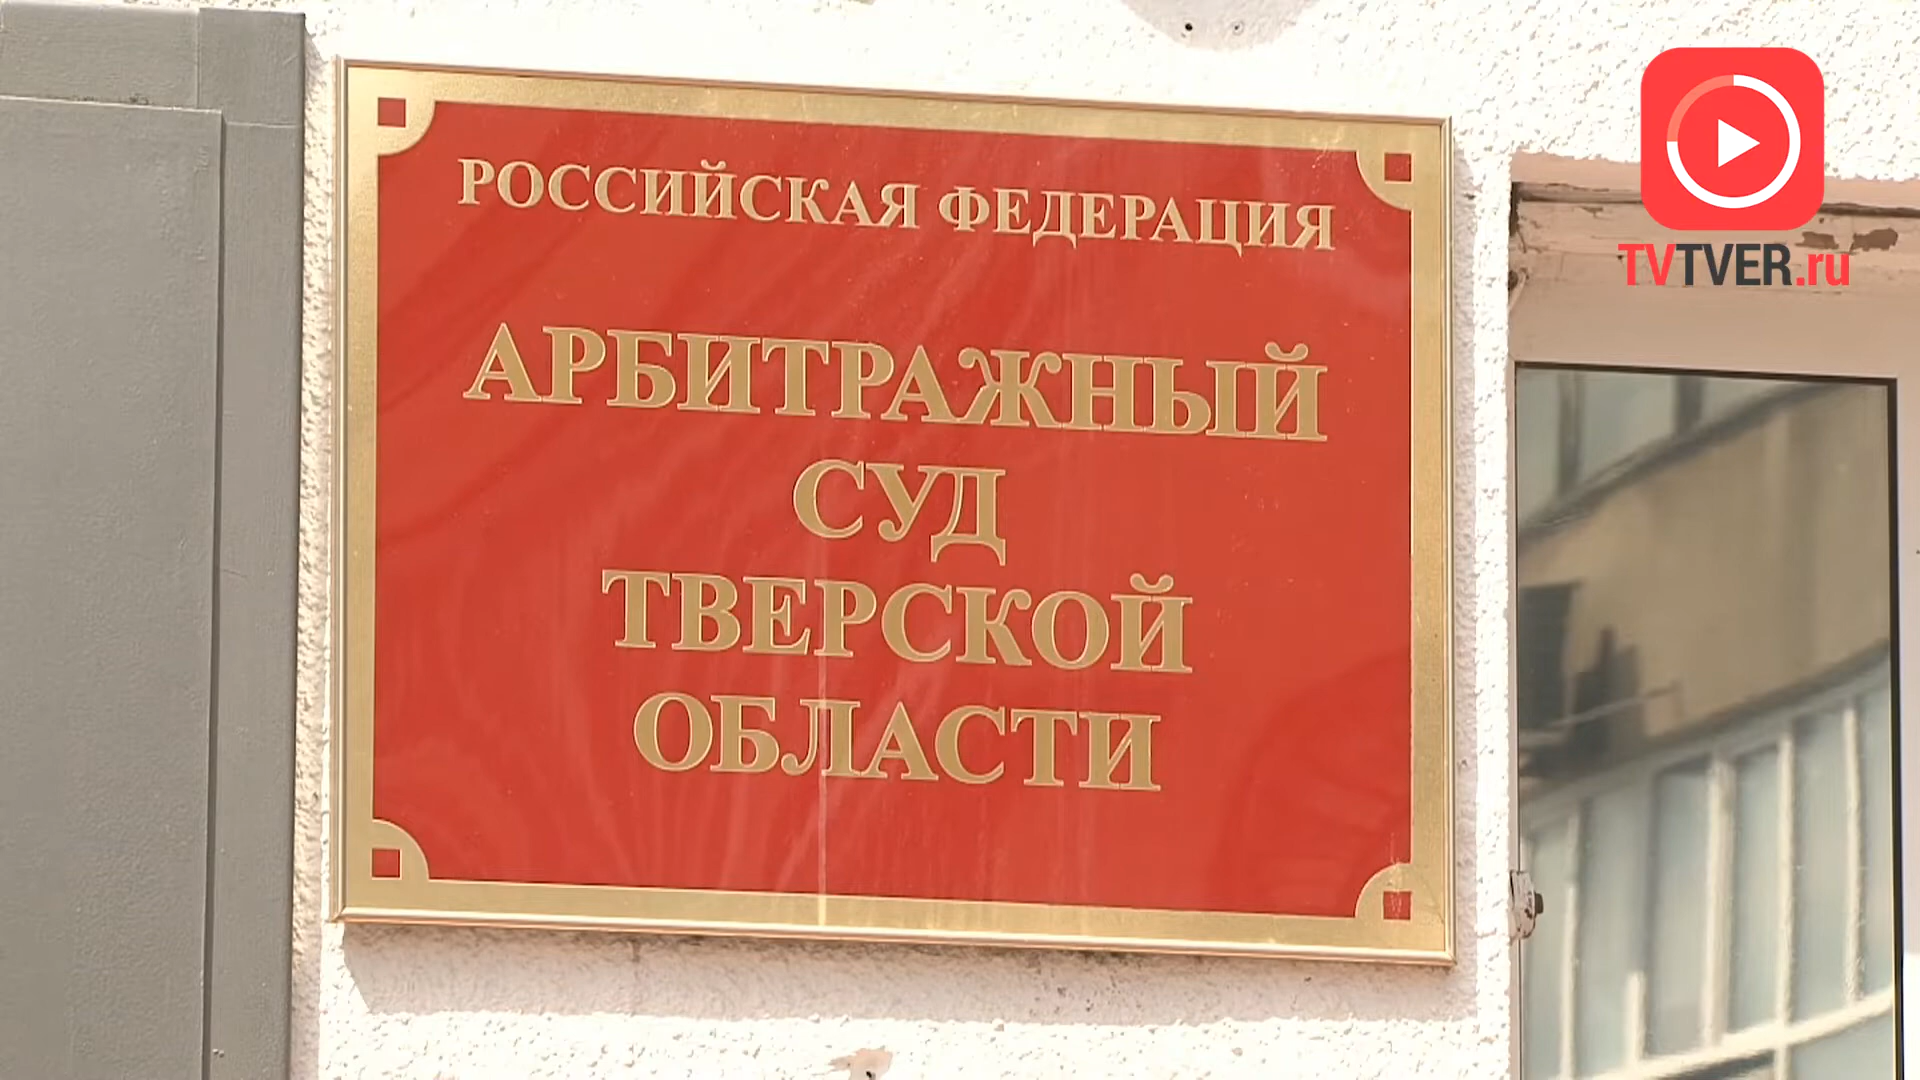 РОССИЙСКАЯ ФЕДЕРАЦИЯ
АРБИТРАЖНЫЙ
СУД
ТВЕРСКОЙ
ОБЛАСТИ
TVTVER.ru